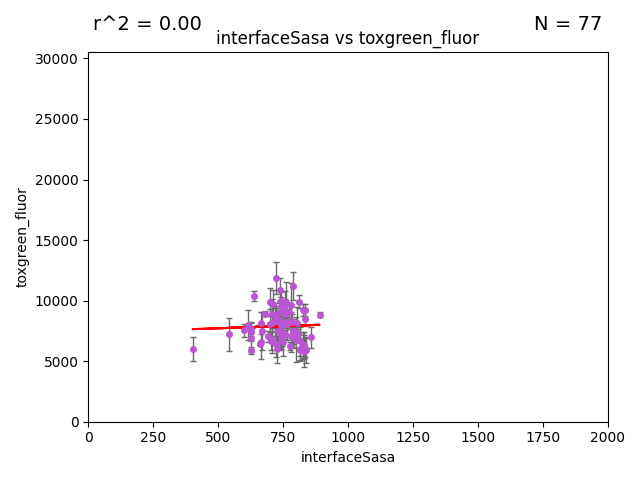 r^2 = 0.00
N = 77
interfaceSasa vs toxgreen_fluor
30000
25000
20000
15000
10000
5000
0
toxgreen_fluor
0 250 500 750 1000 1250 1500 1750 2000
interfaceSasa